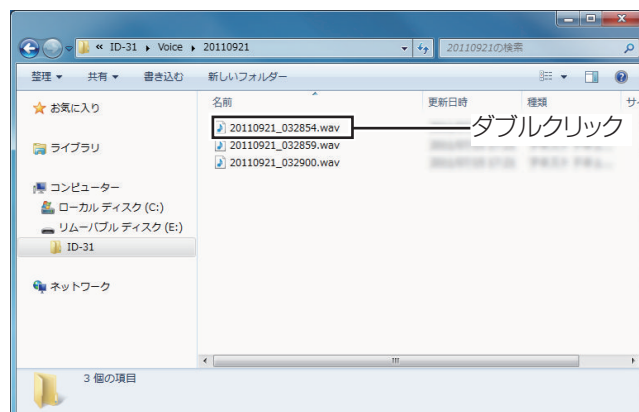 « ID-31 ▸ Voice ▸ 20110921
20110921の検索
整理 ▼ 共有 ▼ 書き込む 新しいフォルダー
名前 更新日時 種類 サ
お気に入り
20110921_032854.wav
ダブルクリック
20110921_032859.wav
ライブラリ
20110921_032900.wav
コンピューター
ローカル ディスク (C:)
リムーバブル ディスク (E:)
ID-31
ネットワーク
3 個の項目